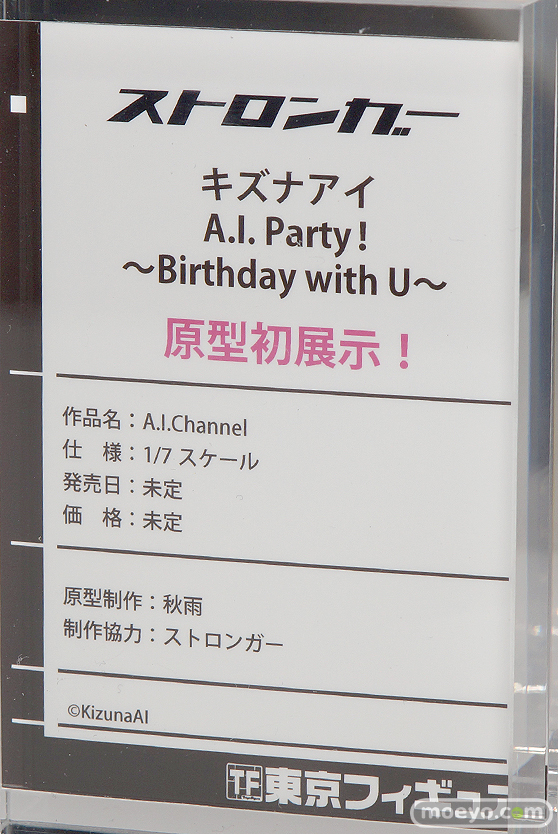 ストロンガー
キズナアイ
A.I. Party!
～Birthday with U～
原型初展示！
作品名：A.I.Channel
仕　様：1/7 スケール
発売日：未定
価　格：未定
原型制作：秋雨
制作協力：ストロンガー
©KizunaAI
TF 東京フィギュア
moeyo.com